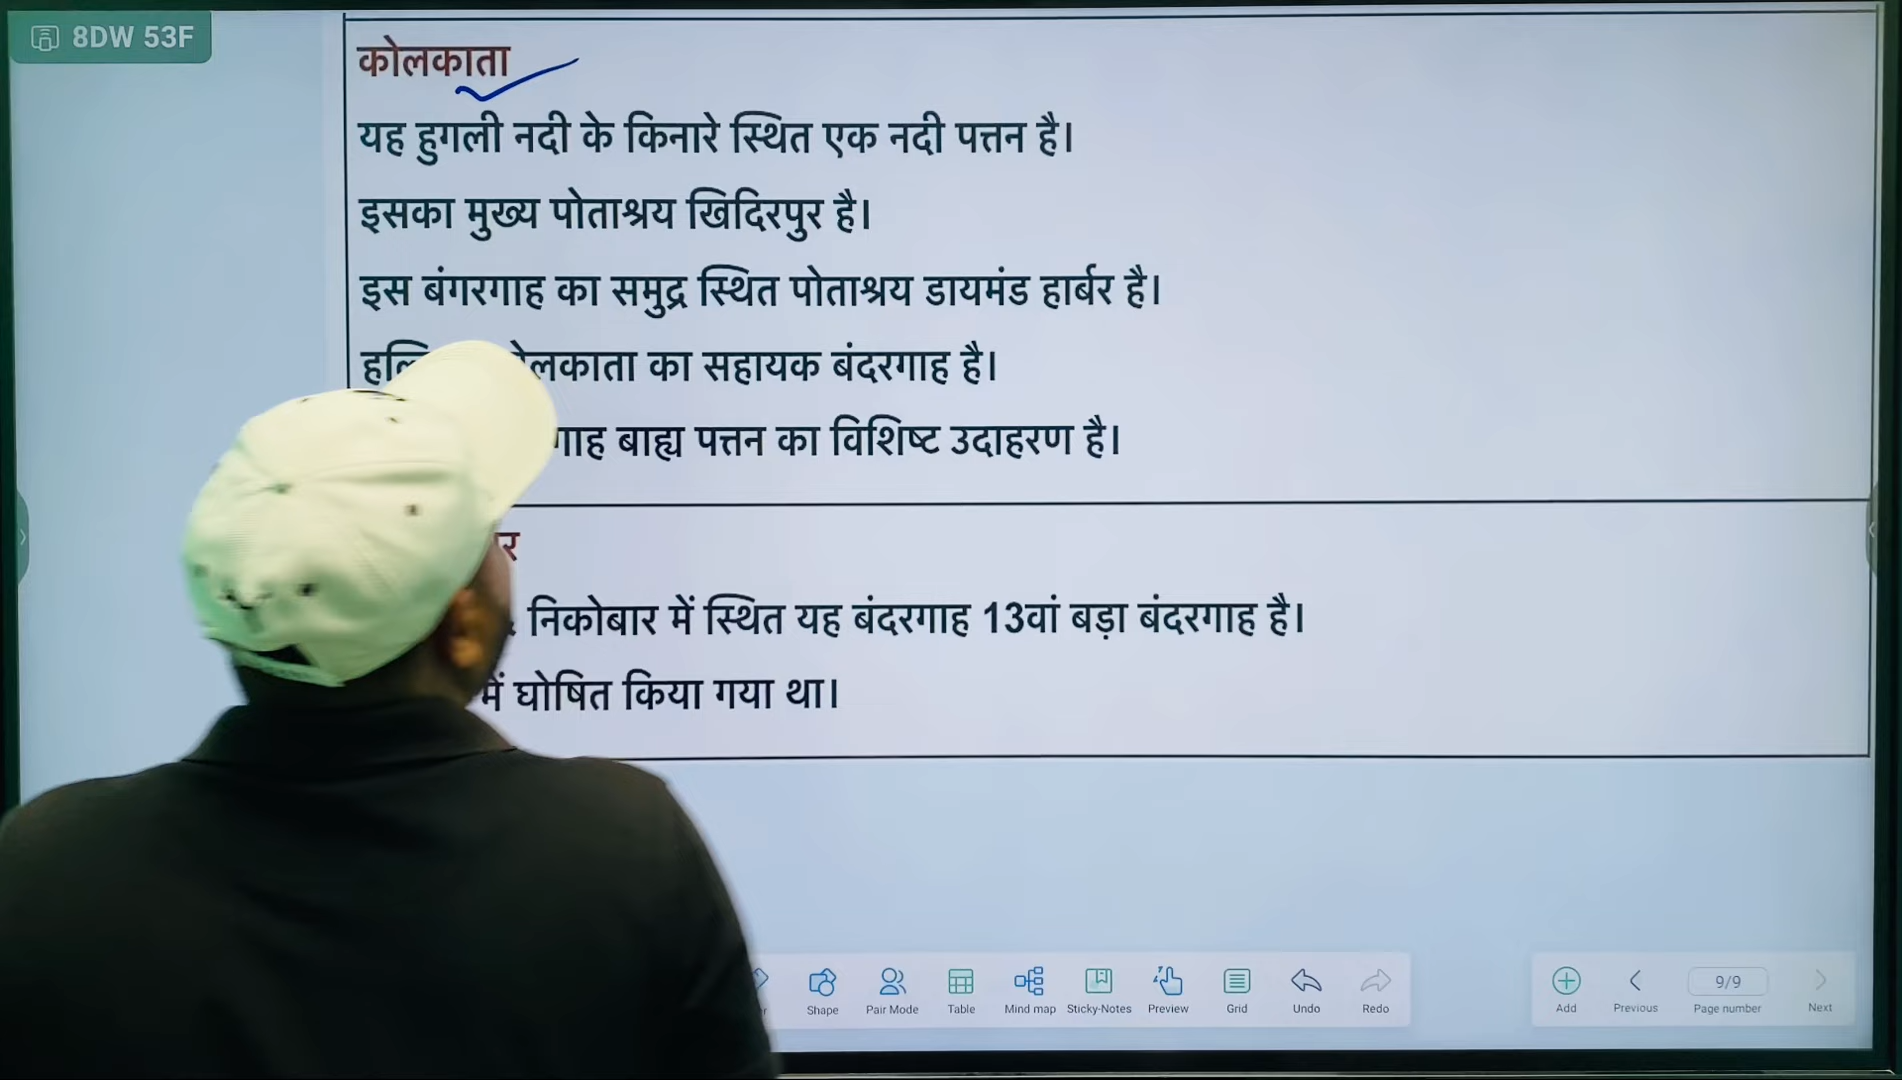 8DW 53F
कोलकाता
यह हुगली नदी के किनारे स्थित एक नदी पत्तन है।
इसका मुख्य पोताश्रय खिदिरपुर है।
इस बंगरगाह का समुद्र स्थित पोताश्रय डायमंड हार्बर है।
का सहायक बंदरगाह है।
बाह्य पत्तन का विशिष्ट उदाहरण है।
निकोबार में स्थित यह बंदरगाह 13वां बड़ा बंदरगाह है।
में घोषित किया गया था।
Shape Pair Mode Table Mind map Sticky-Notes Preview Grid Undo Redo
Add Previous 9/9 Page number Next